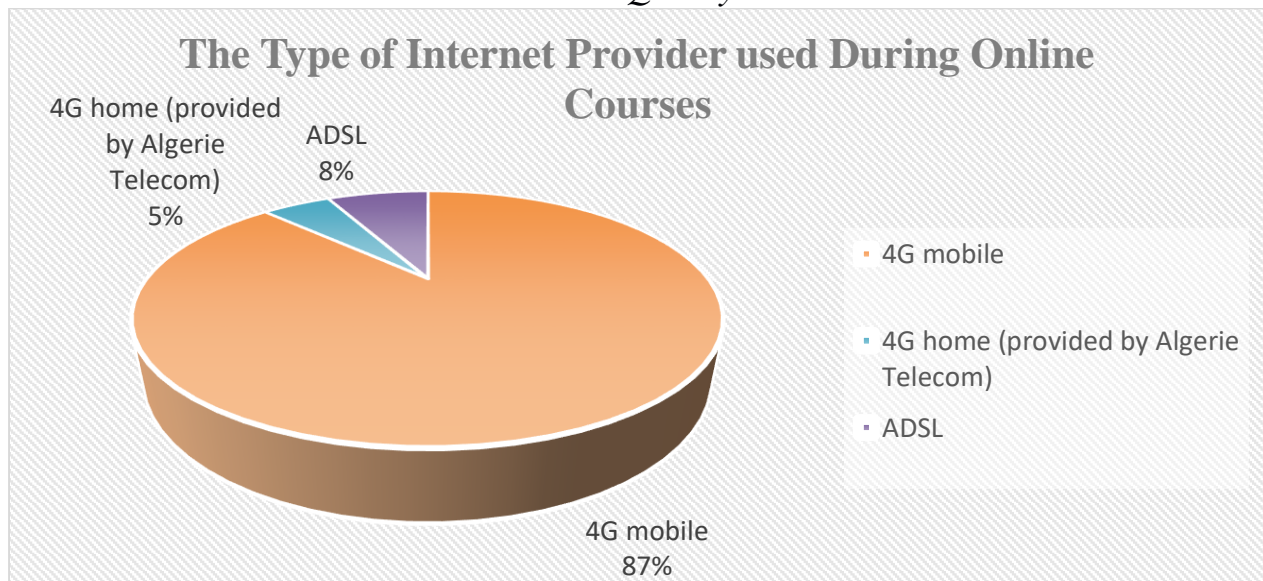 The Type of Internet Provider used During Online
Courses
4G home (provided
by Algerie
Telecom)
5%
ADSL
8%
4G mobile
87%
4G mobile
4G home (provided by Algerie
Telecom)
ADSL